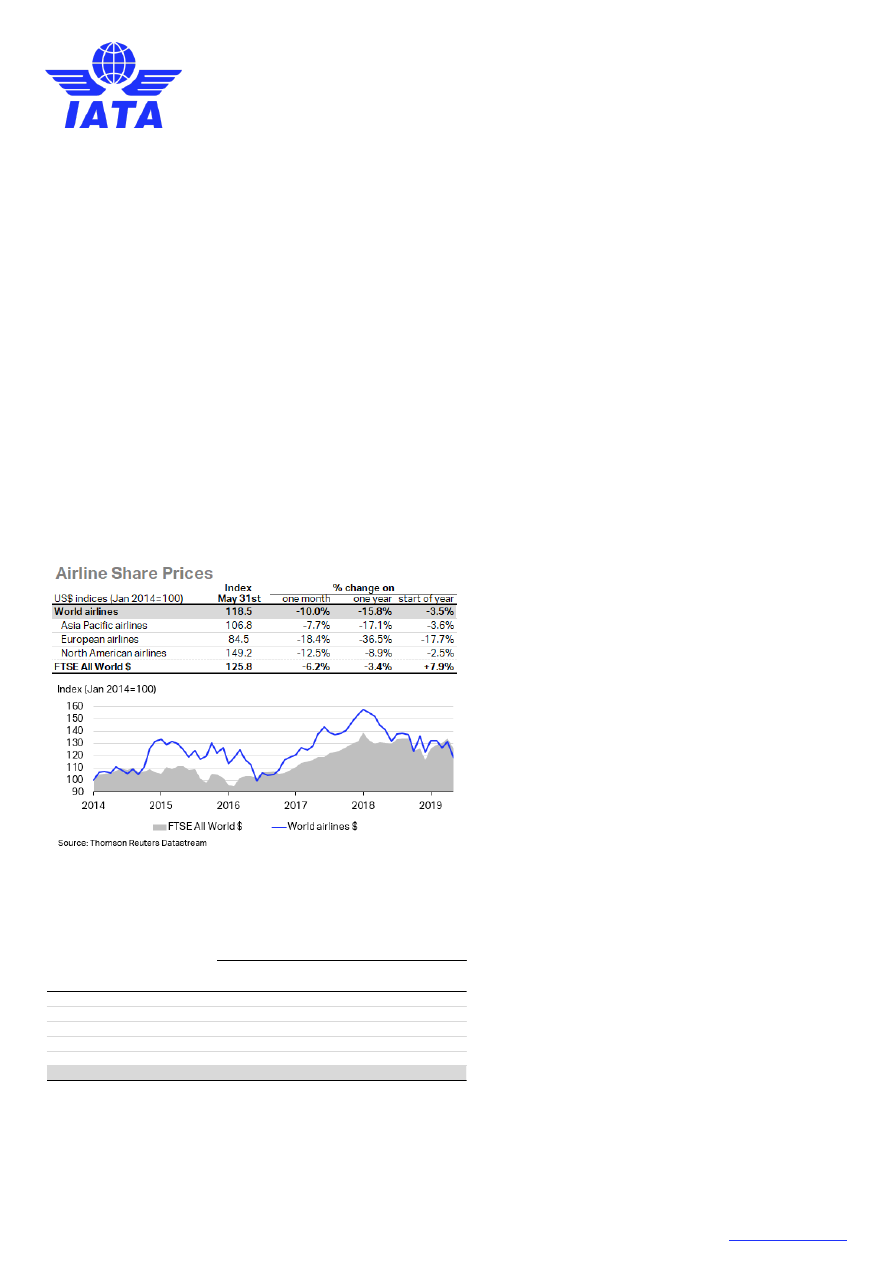 IATA
Airline Share Prices
Index % change on
US$ indices (Jan 2014=100) May 31st one month one year start of year
World airlines 118.5 -10.0% -15.8% -3.5%
Asia Pacific airlines 106.8 -7.7% -17.1% -3.6%
European airlines 84.5 -18.4% -36.5% -17.7%
North American airlines 149.2 -12.5% -8.9% -2.5%
FTSE All World $ 125.8 -6.2% -3.4% +7.9%
Index (Jan 2014=100)
160
150
140
130
120
110
100
90
2014 2015 2016 2017 2018 2019
FTSE All World $ World airlines $
Source: Thomson Reuters Datastream